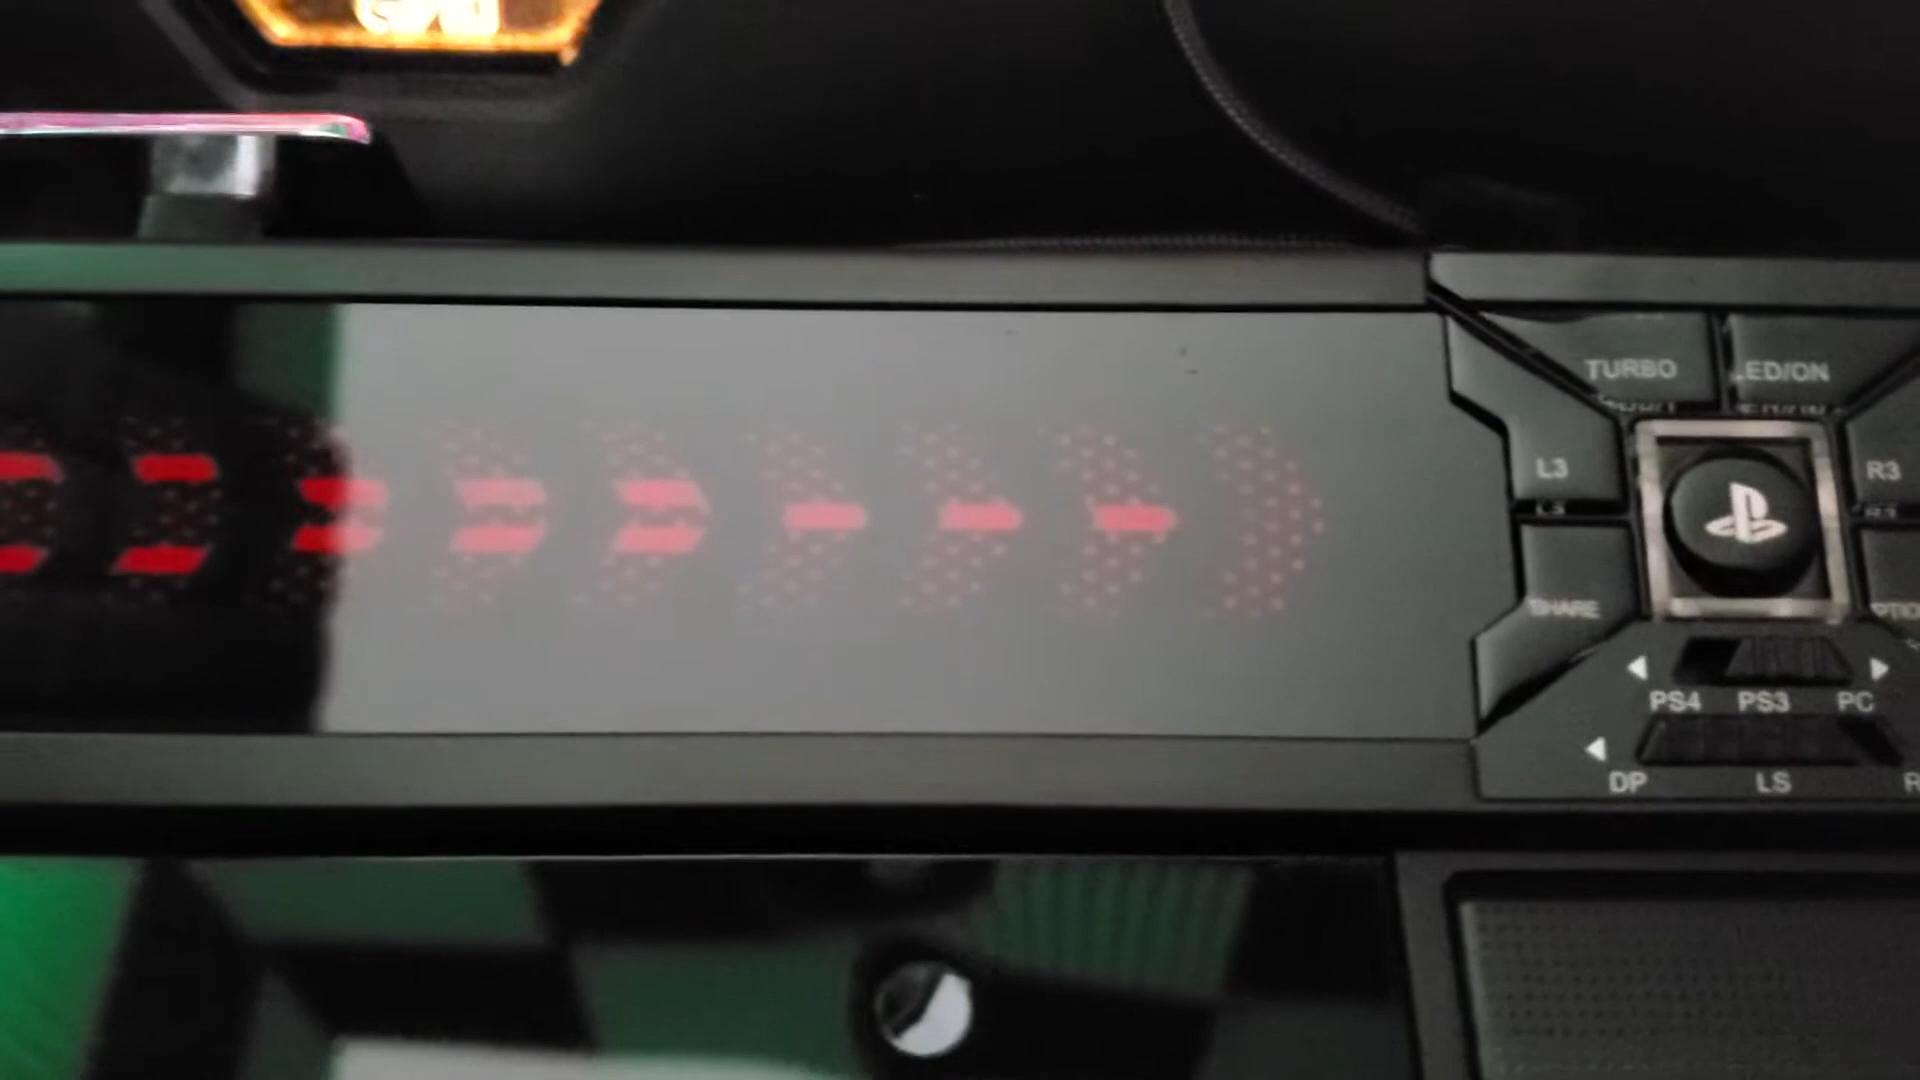 TURBO
LED/ON
L3
R3
SHARE
PS4 PS3 PC
DP LS